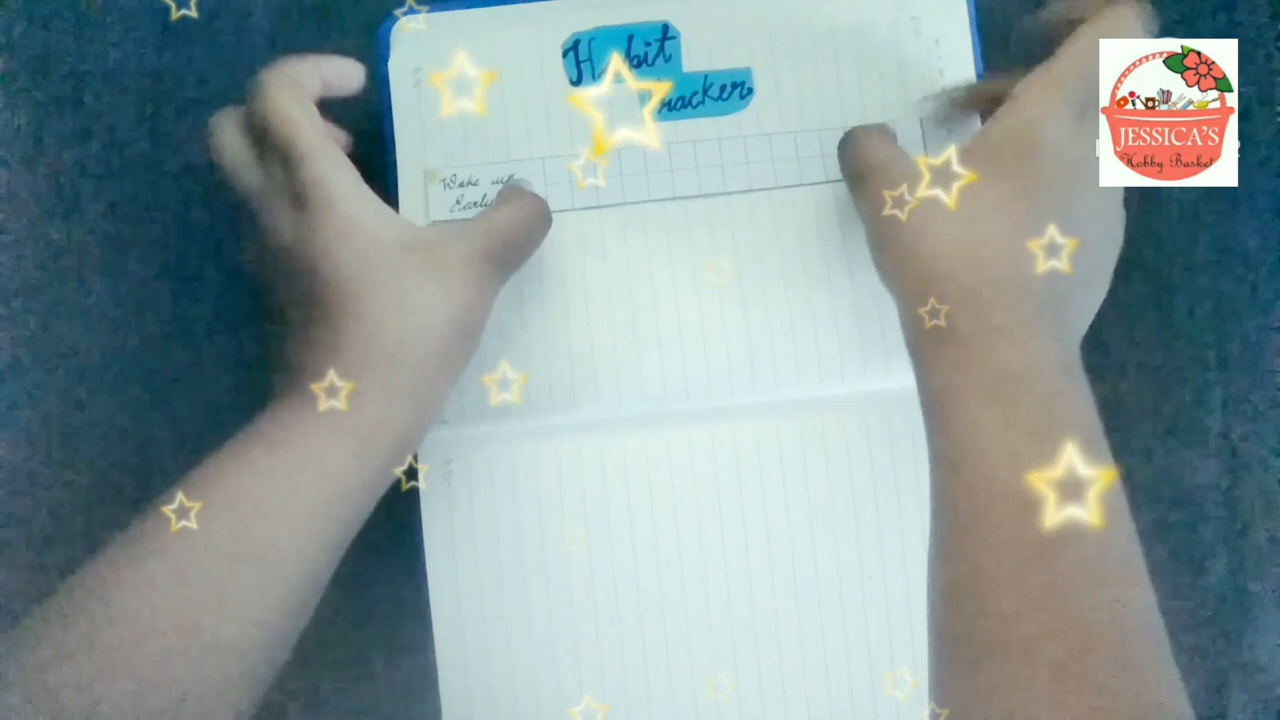 Habit
Tracker
Wake up
Early
JESSICA'S
Hobby Basket